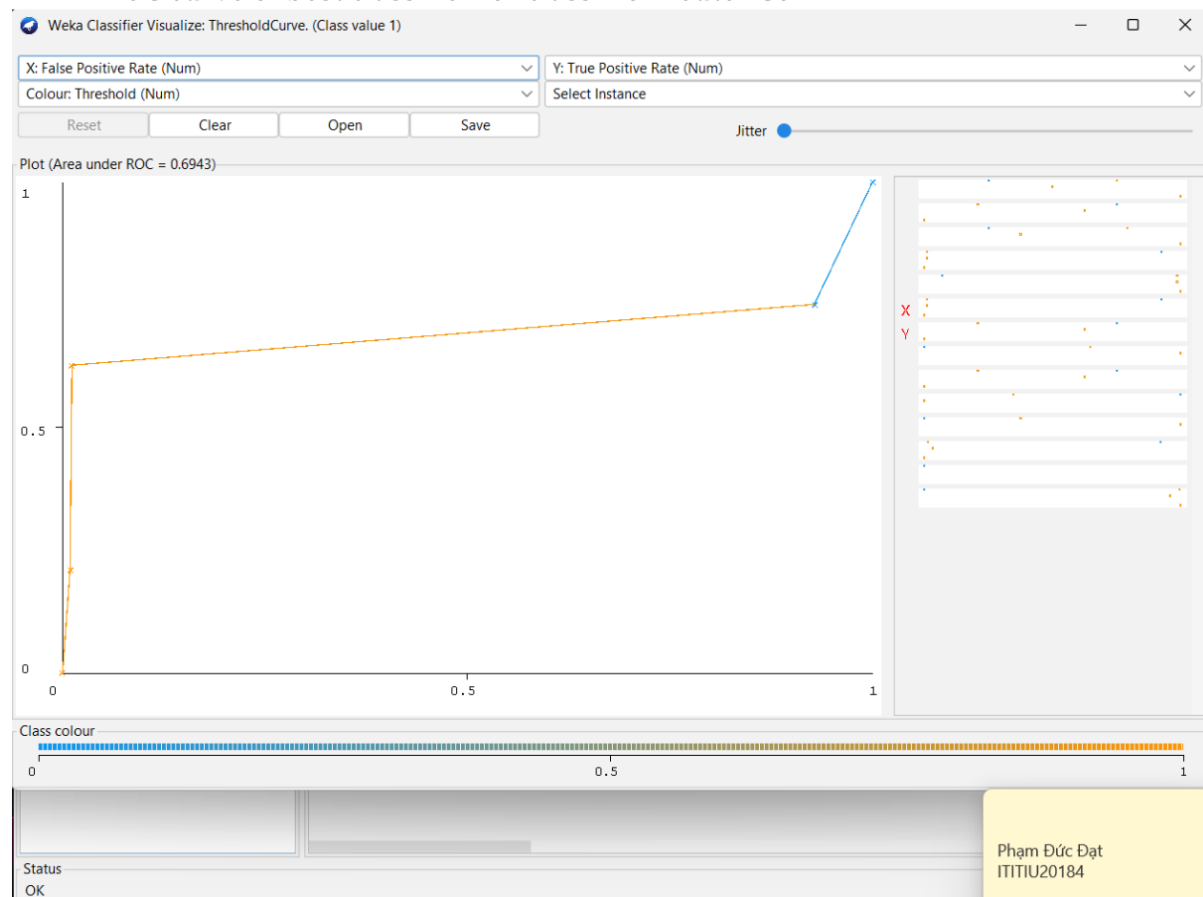 Weka Classifier Visualize: ThresholdCurve. (Class value 1)
X: False Positive Rate (Num)
Y: True Positive Rate (Num)
Colour: Threshold (Num)
Select Instance
Reset
Clear
Open
Save
Jitter
Plot (Area under ROC = 0.6943)
1
0.5
0
0
0.5
1
X
Y
Class colour
0
0.5
1
Phạm Đức Đạt
ITITIU20184
Status
OK